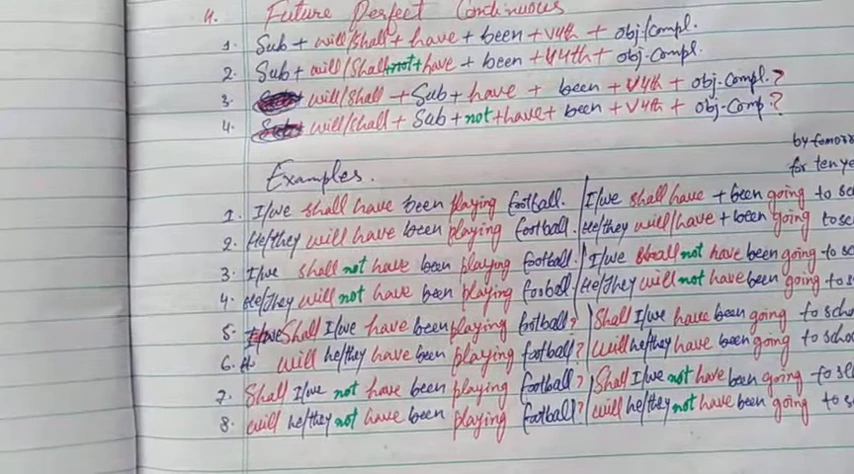 4. Future Perfect Continuous
1. Sub + will/shall + have + been + V4th + obj/compl.
2. Sub + will/Shall+not+have + been + V4th + obj.compl.
3. will/shall + Sub + have + been + V4th + obj.compl.?
4. will/shall + Sub + not + have + been + V4th + obj.comp.?
by
for ten
Examples.
1. I/we shall have been playing football. I/we shall have + been going to
2. He/they will have been playing football. He/they will/have + been going to
3. I/we shall not have been playing football. I/we shall not have been going to
4. He/They will not have been playing football. He/They will not have been going to
5. Shall I/we have been playing football? Shall I/we have been going to
6. will he/they have been playing football? will he/they have been going to
7. Shall I/we not have been playing football? Shall I/we not have been going to
8. will he/they not have been playing football? will he/they not have been going to